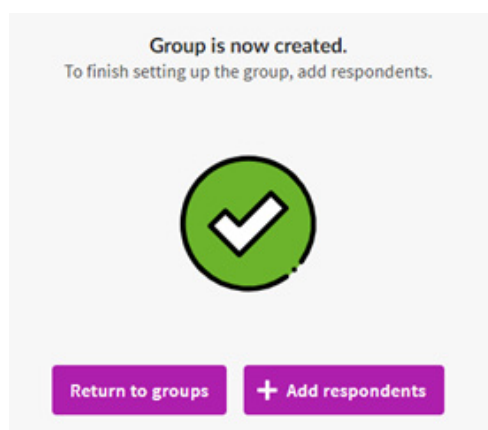 Group is now created.
To finish setting up the group, add respondents.
Return to groups
+ Add respondents